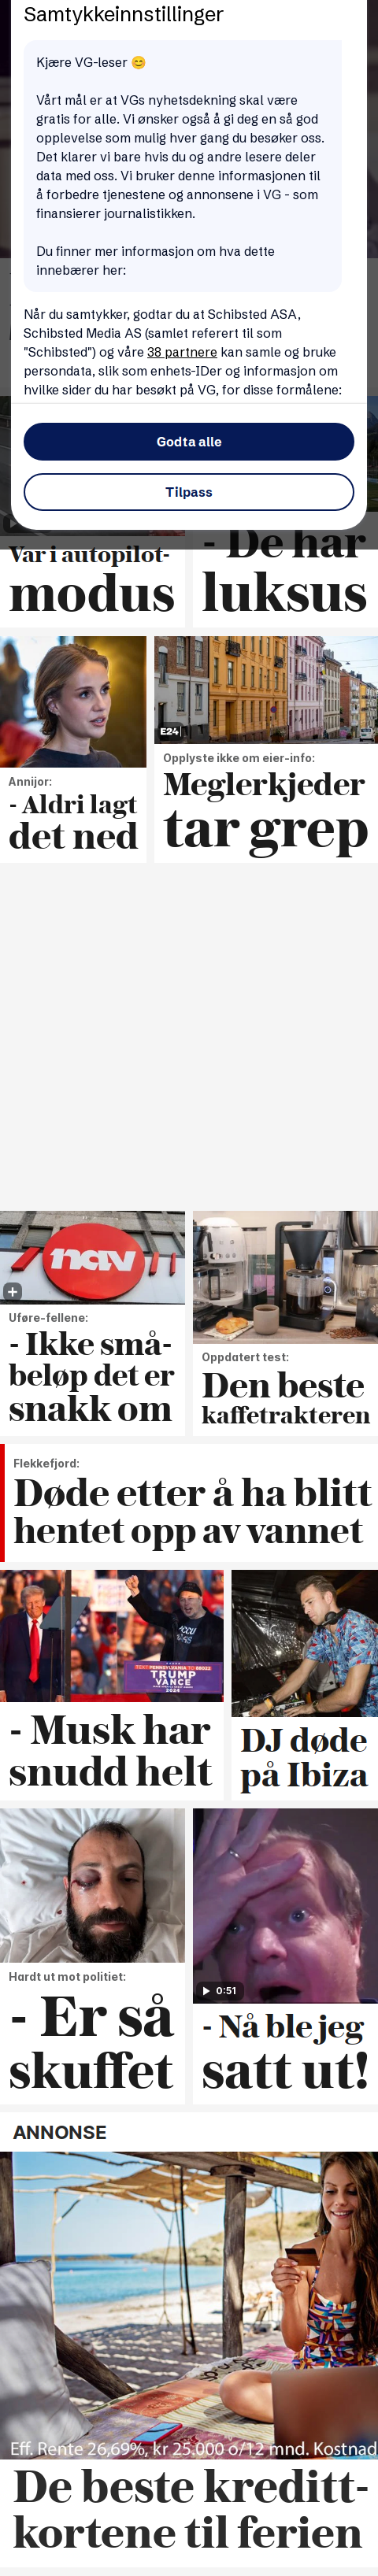 Samtykkeinnstillinger
Kjære VG-leser 😊
Vårt mål er at VGs nyhetsdekning skal være
gratis for alle. Vi ønsker også å gi deg en så god
opplevelse som mulig hver gang du besøker oss.
Det klarer vi bare hvis du og andre lesere deler
data med oss. Vi bruker denne informasjonen til
å forbedre tjenestene og annonsene i VG - som
finansierer journalistikken.
Du finner mer informasjon om hva dette
innebærer her:
Når du samtykker, godtar du at Schibsted ASA,
Schibsted Media AS (samlet referert til som
"Schibsted") og våre 38 partnere kan samle og bruke
persondata, slik som enhets-IDer og informasjon om
hvilke sider du har besøkt på VG, for disse formålene:
Godta alle
Tilpass
Var i autopilot-
modus
- De har
luksus
Annijor:
- Aldri lagt
det ned
E24
Opplyste ikke om eier-info:
Meglerkjeder
tar grep
nav
Uføre-fellene:
- Ikke små-
beløp det er
snakk om
Oppdatert test:
Den beste
kaffetrakteren
Flekkefjord:
Døde etter å ha blitt
hentet opp av vannet
TEXT PENNSYLVANIA TO 88022
TRUMP
VANCE
2024
- Musk har
snudd helt
DJ døde
på Ibiza
Hardt ut mot politiet:
- Er så
skuffet
0:51
- Nå ble jeg
satt ut!
ANNONSE
Eff. Rente 26,69%, kr 25.000 o/12 mnd. Kostnad
De beste kreditt-
kortene til ferien